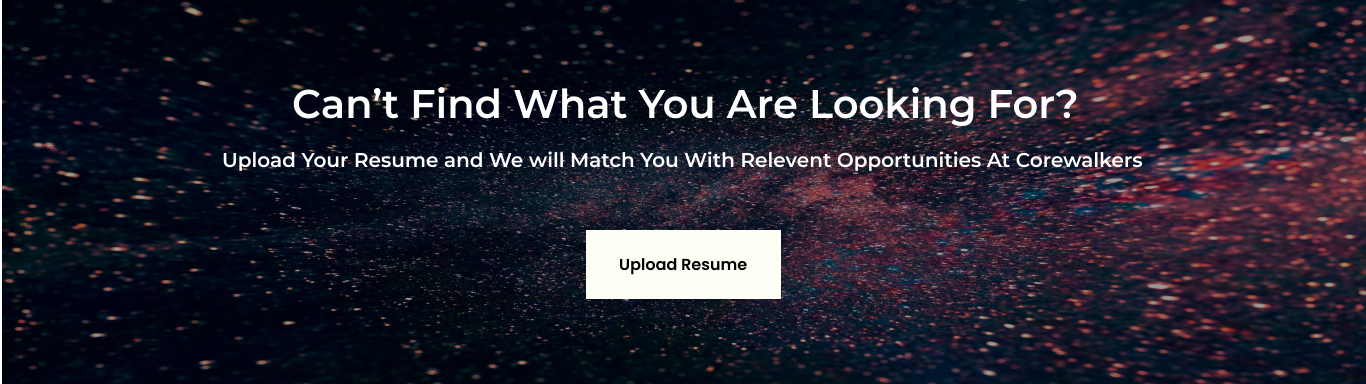 Can’t Find What You Are Looking For?
Upload Your Resume and We will Match You With Relevent Opportunities At Corewalkers
Upload Resume